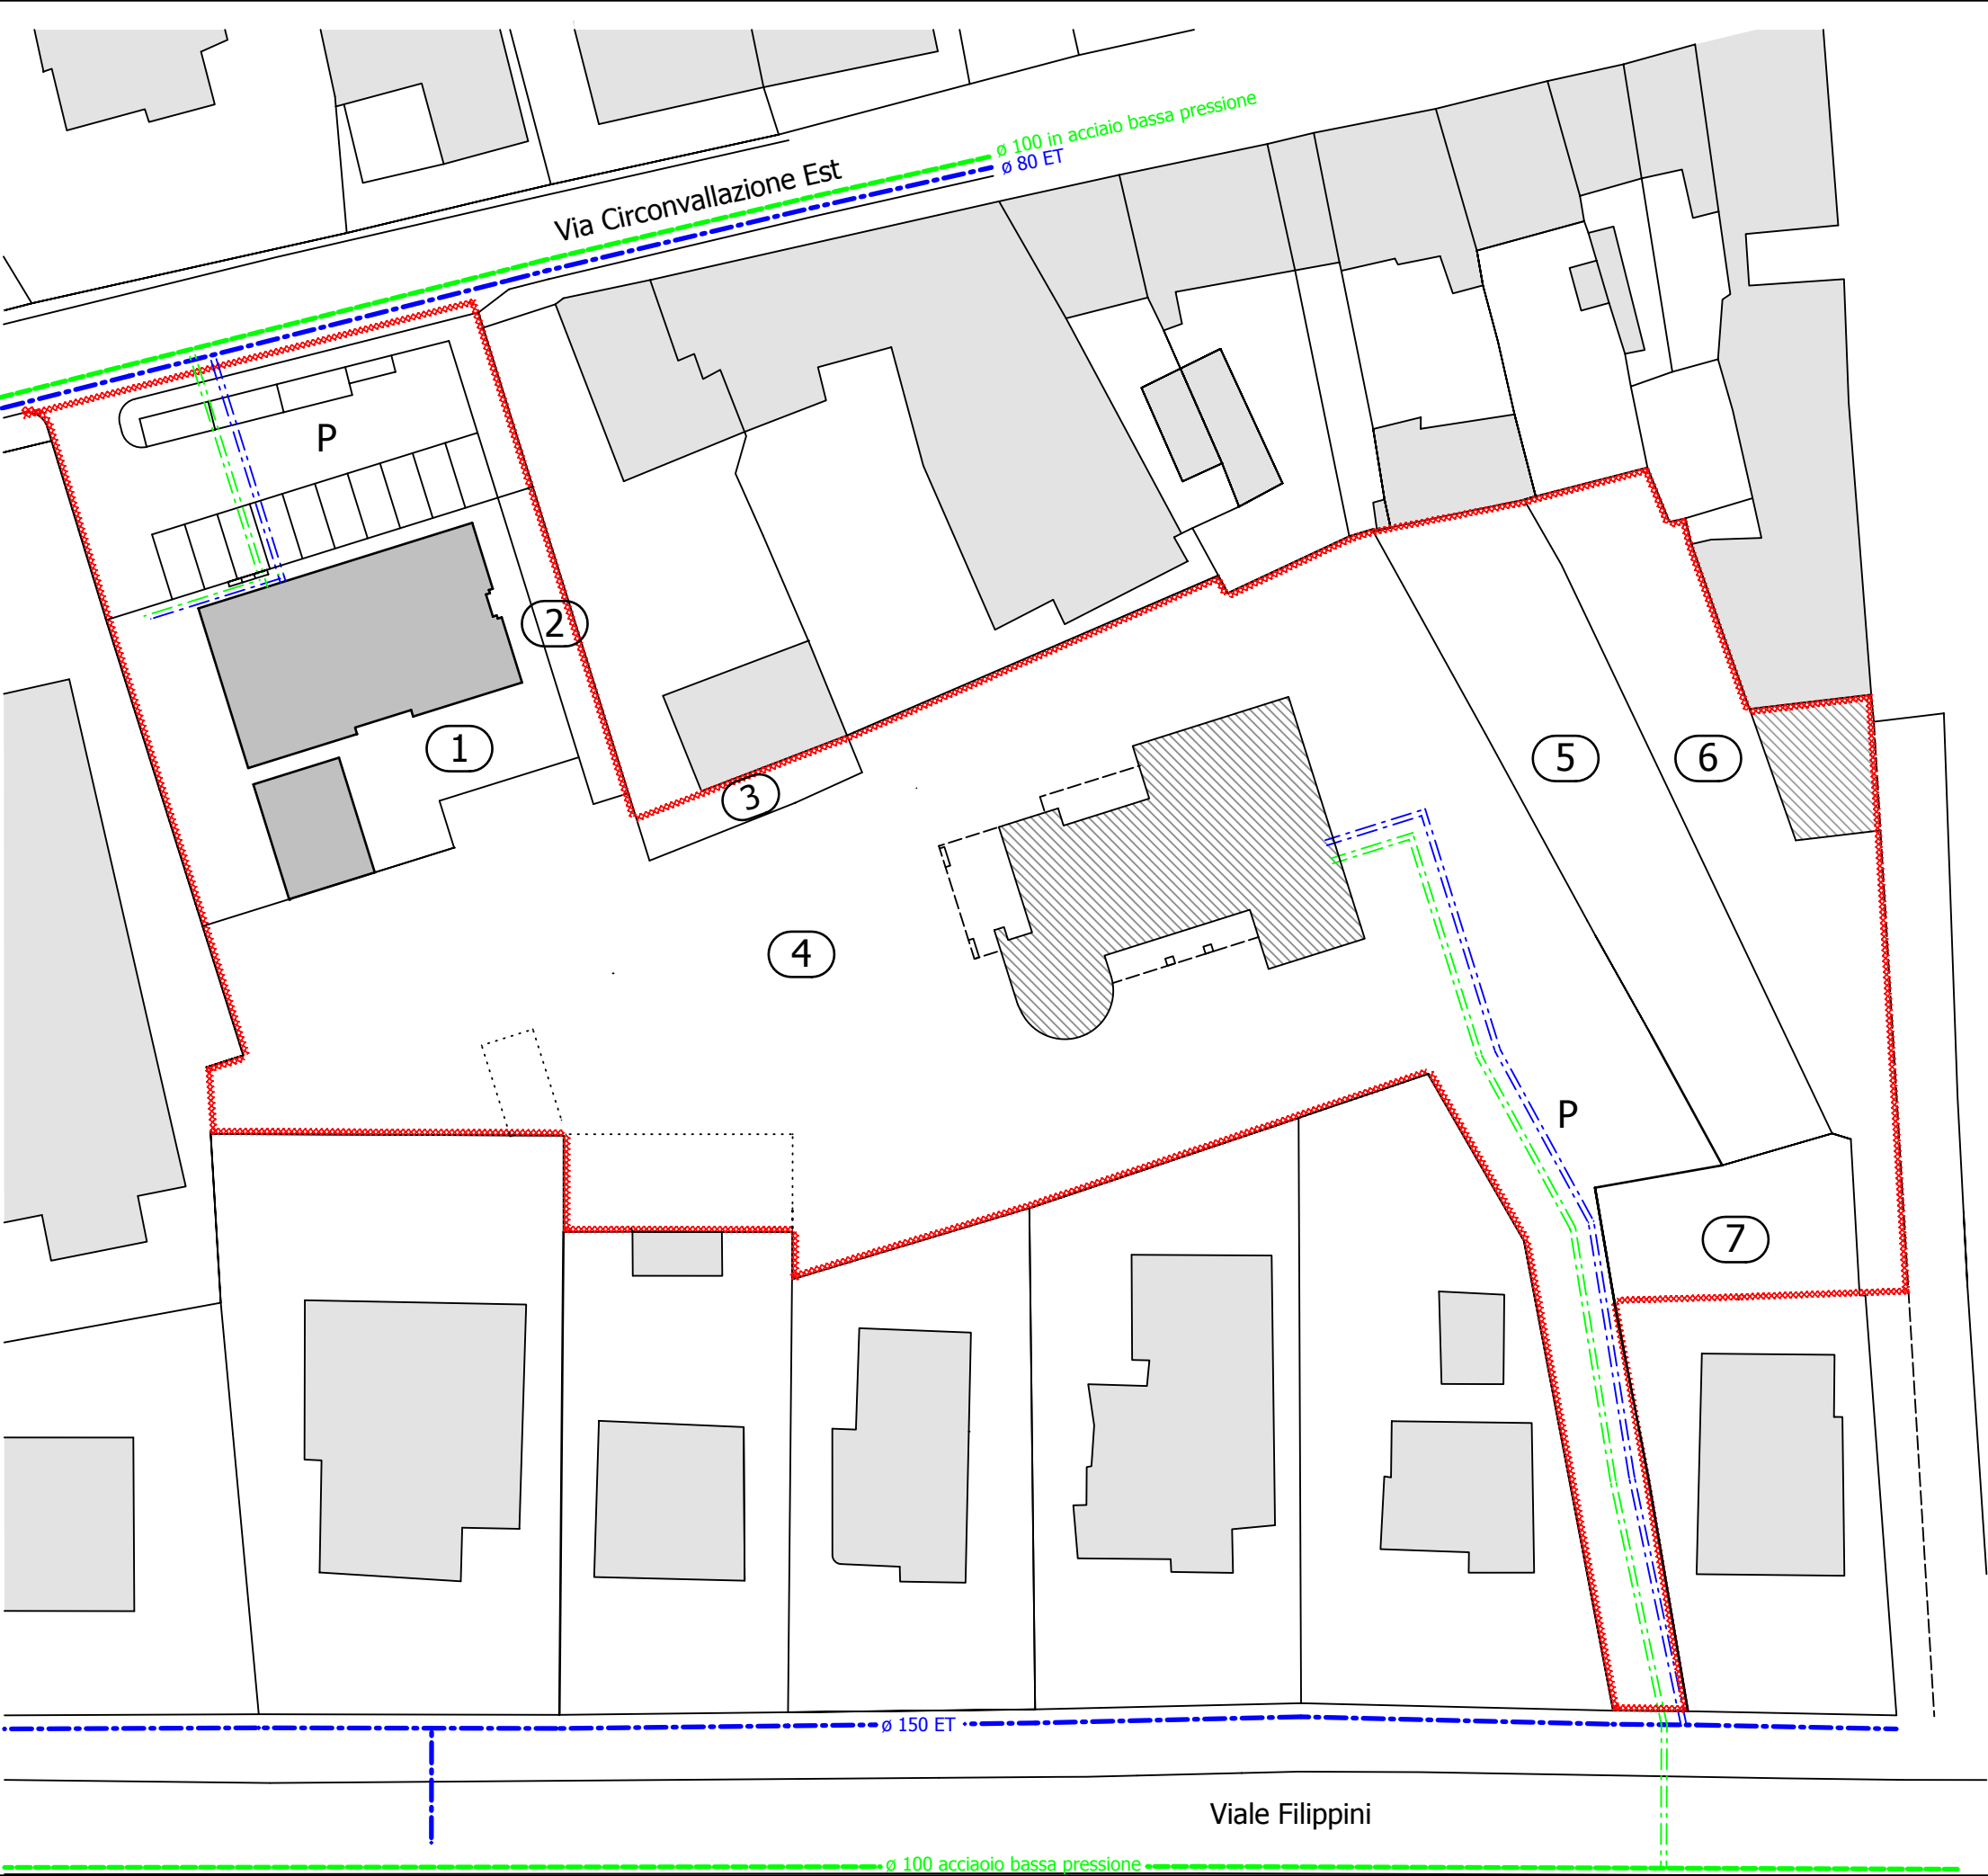 ø 100 in acciaio bassa pressione
ø 80 ET
Via Circonvallazione Est
P
2
1
3
5
6
4
P
7
ø 150 ET
Viale Filippini
ø 100 acciaoio bassa pressione